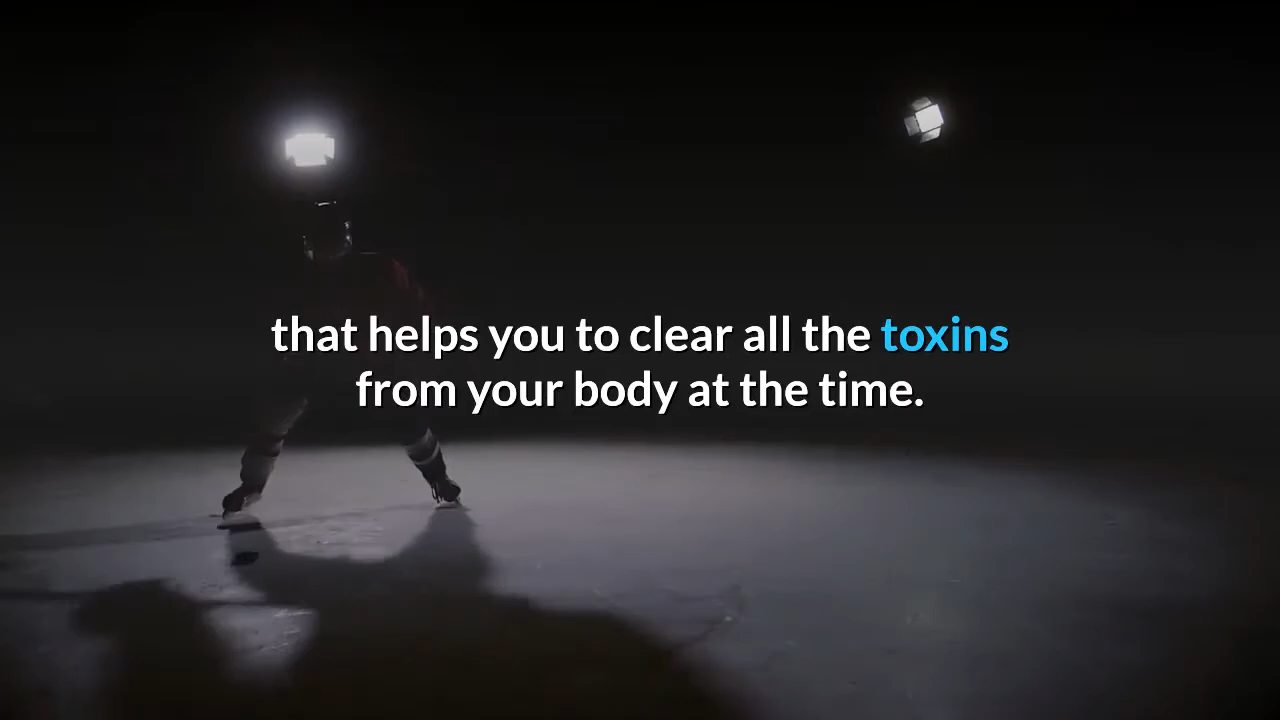 that helps you to clear all the toxins
from your body at the time.